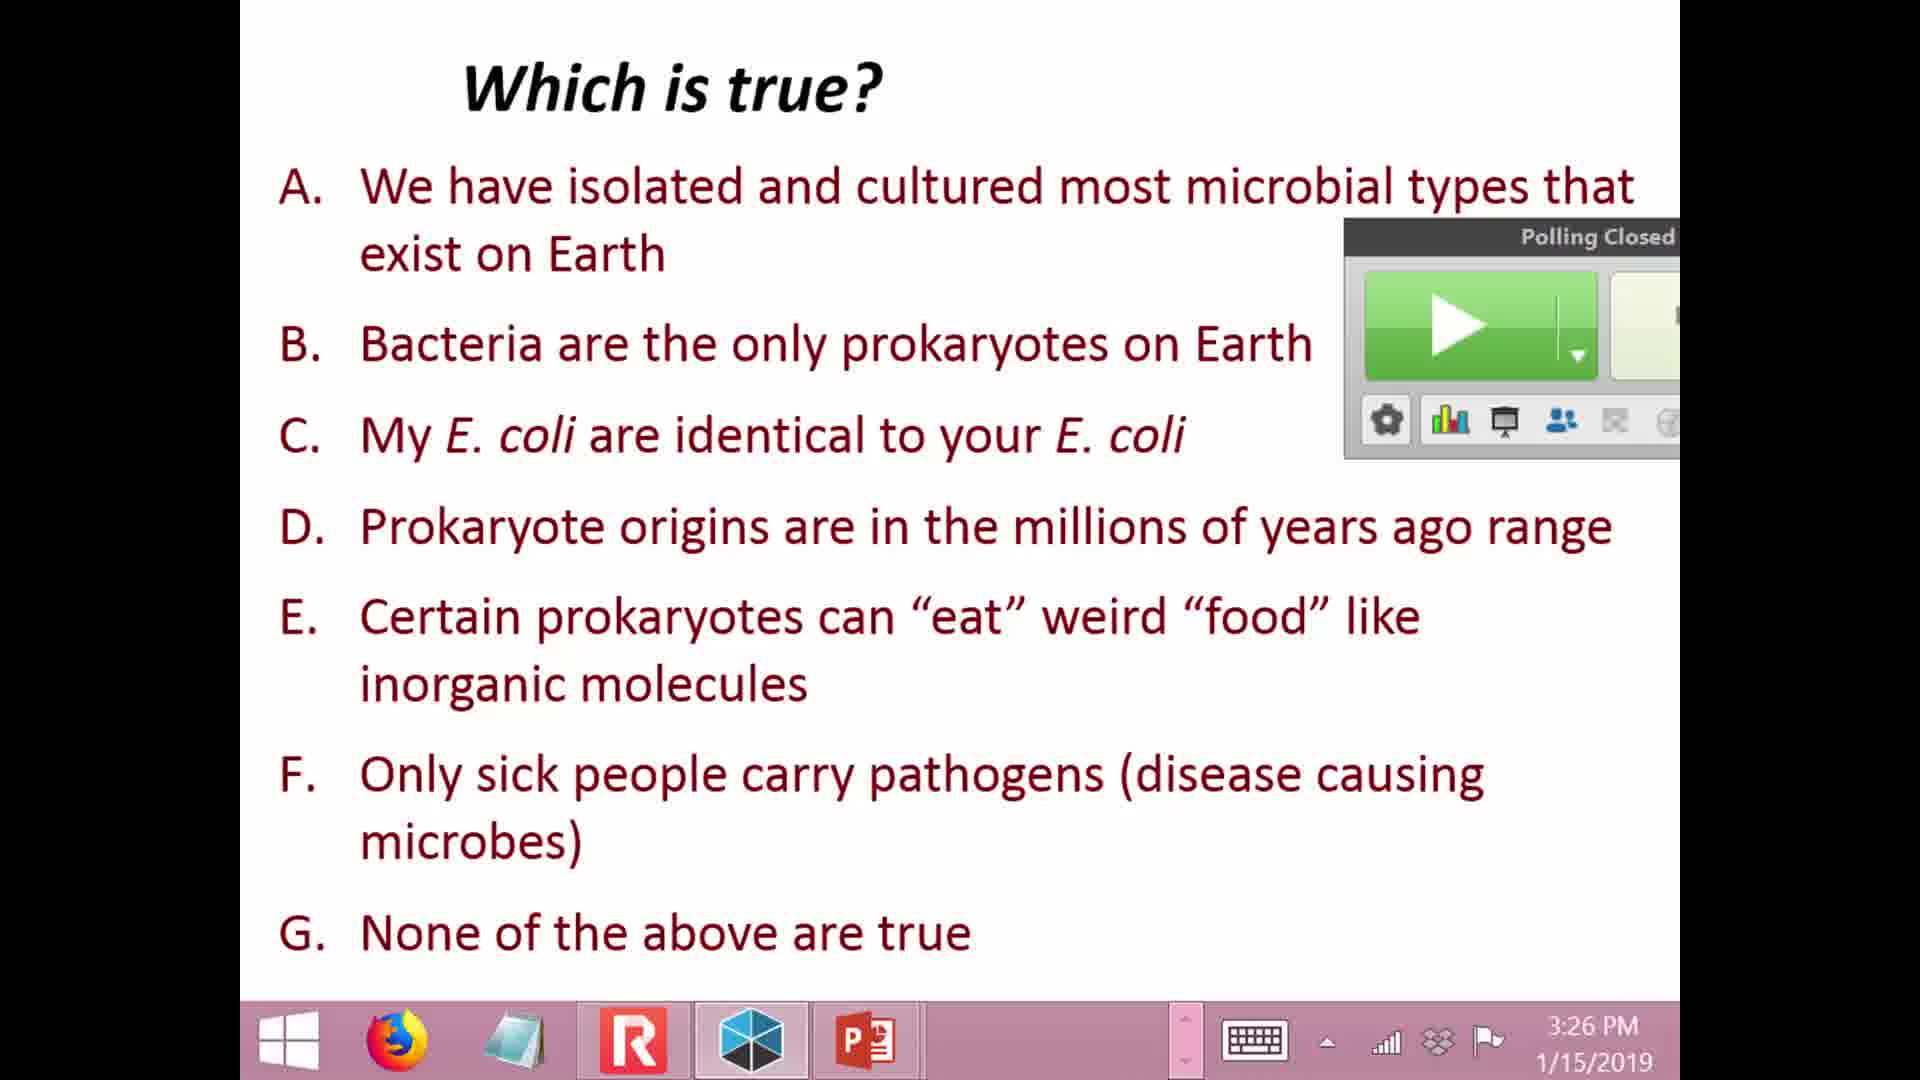 Which is true?
A. We have isolated and cultured most microbial types that
exist on Earth
Polling Closed
B. Bacteria are the only prokaryotes on Earth
C. My E. coli are identical to your E. coli
D. Prokaryote origins are in the millions of years ago range
E. Certain prokaryotes can “eat” weird “food” like
inorganic molecules
F. Only sick people carry pathogens (disease causing
microbes)
G. None of the above are true
R
P
3:26 PM
1/15/2019